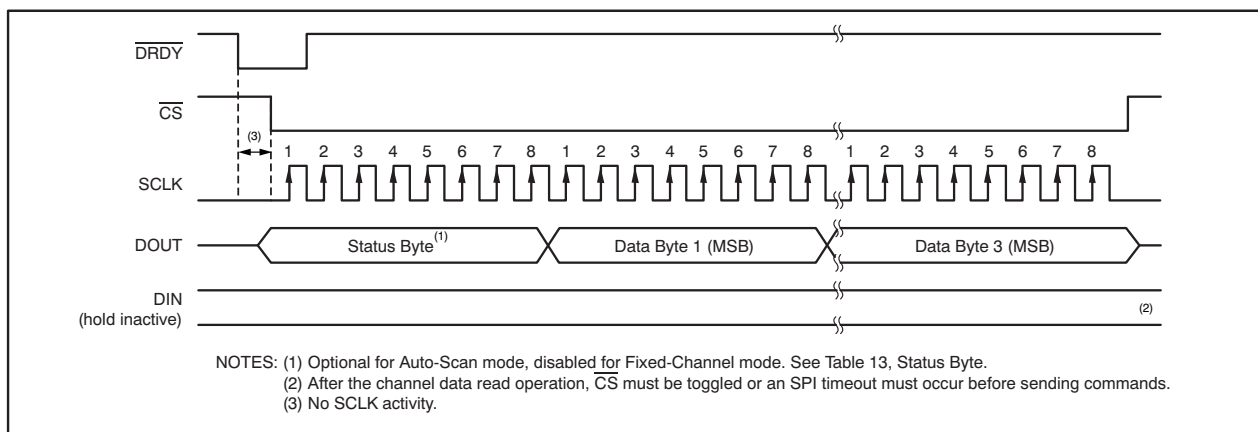 DRDY
CS
(3)
1 2 3 4 5 6 7 8 1 2 3 4 5 6 7 8 1 2 3 4 5 6 7 8
SCLK
DOUT Status Byte(1) Data Byte 1 (MSB) Data Byte 3 (MSB)
DIN
(hold inactive) (2)
NOTES: (1) Optional for Auto-Scan mode, disabled for Fixed-Channel mode. See Table 13, Status Byte.
(2) After the channel data read operation, CS must be toggled or an SPI timeout must occur before sending commands.
(3) No SCLK activity.